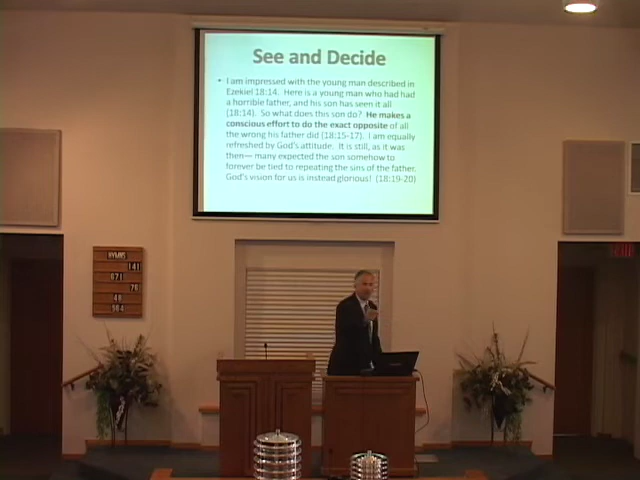 See and Decide
• I am impressed with the young man described in
Ezekiel 18:14. Here is a young man who had had
a horrible father, and his son has seen it all
(18:14). So what does this son do? He makes a
conscious effort to do the exact opposite of all
the wrong his father did (18:15-17). I am equally
refreshed by God's attitude. It is still, as it was
then— many expected the son somehow to
forever be tied to repeating the sins of the father.
God's vision for us is instead glorious! (18:19-20)
HYMNS
141
671
76
46
984
EXIT